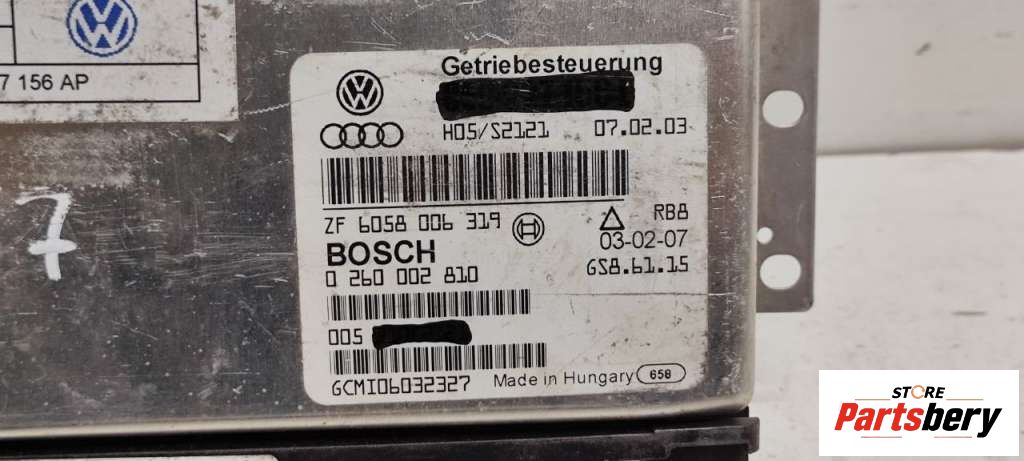 7 156 AP
Getriebesteuerung
H05/S2121 07.02.03
ZF 6058 006 319
RB8
BOSCH
03-02-07
0 260 002 810
GS8.61.15
005
GCMI06032327
Made in Hungary 658
7
STORE
Partsbery